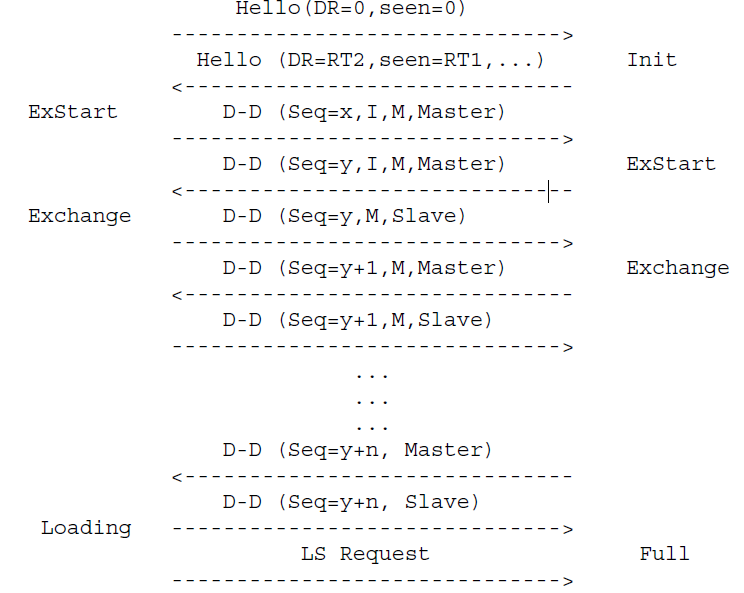 Hello(DR=0,seen=0)
------------------------------>
Hello (DR=RT2,seen=RT1,...) Init
<------------------------------
ExStart D-D (Seq=x,I,M,Master)
------------------------------>
D-D (Seq=y,I,M,Master) ExStart
<------------------------------
Exchange D-D (Seq=y,M,Slave)
------------------------------>
D-D (Seq=y+1,M,Master) Exchange
<------------------------------
D-D (Seq=y+1,M,Slave)
------------------------------>
...
...
...
D-D (Seq=y+n, Master)
<------------------------------
D-D (Seq=y+n, Slave)
Loading ------------------------------>
LS Request Full
------------------------------>